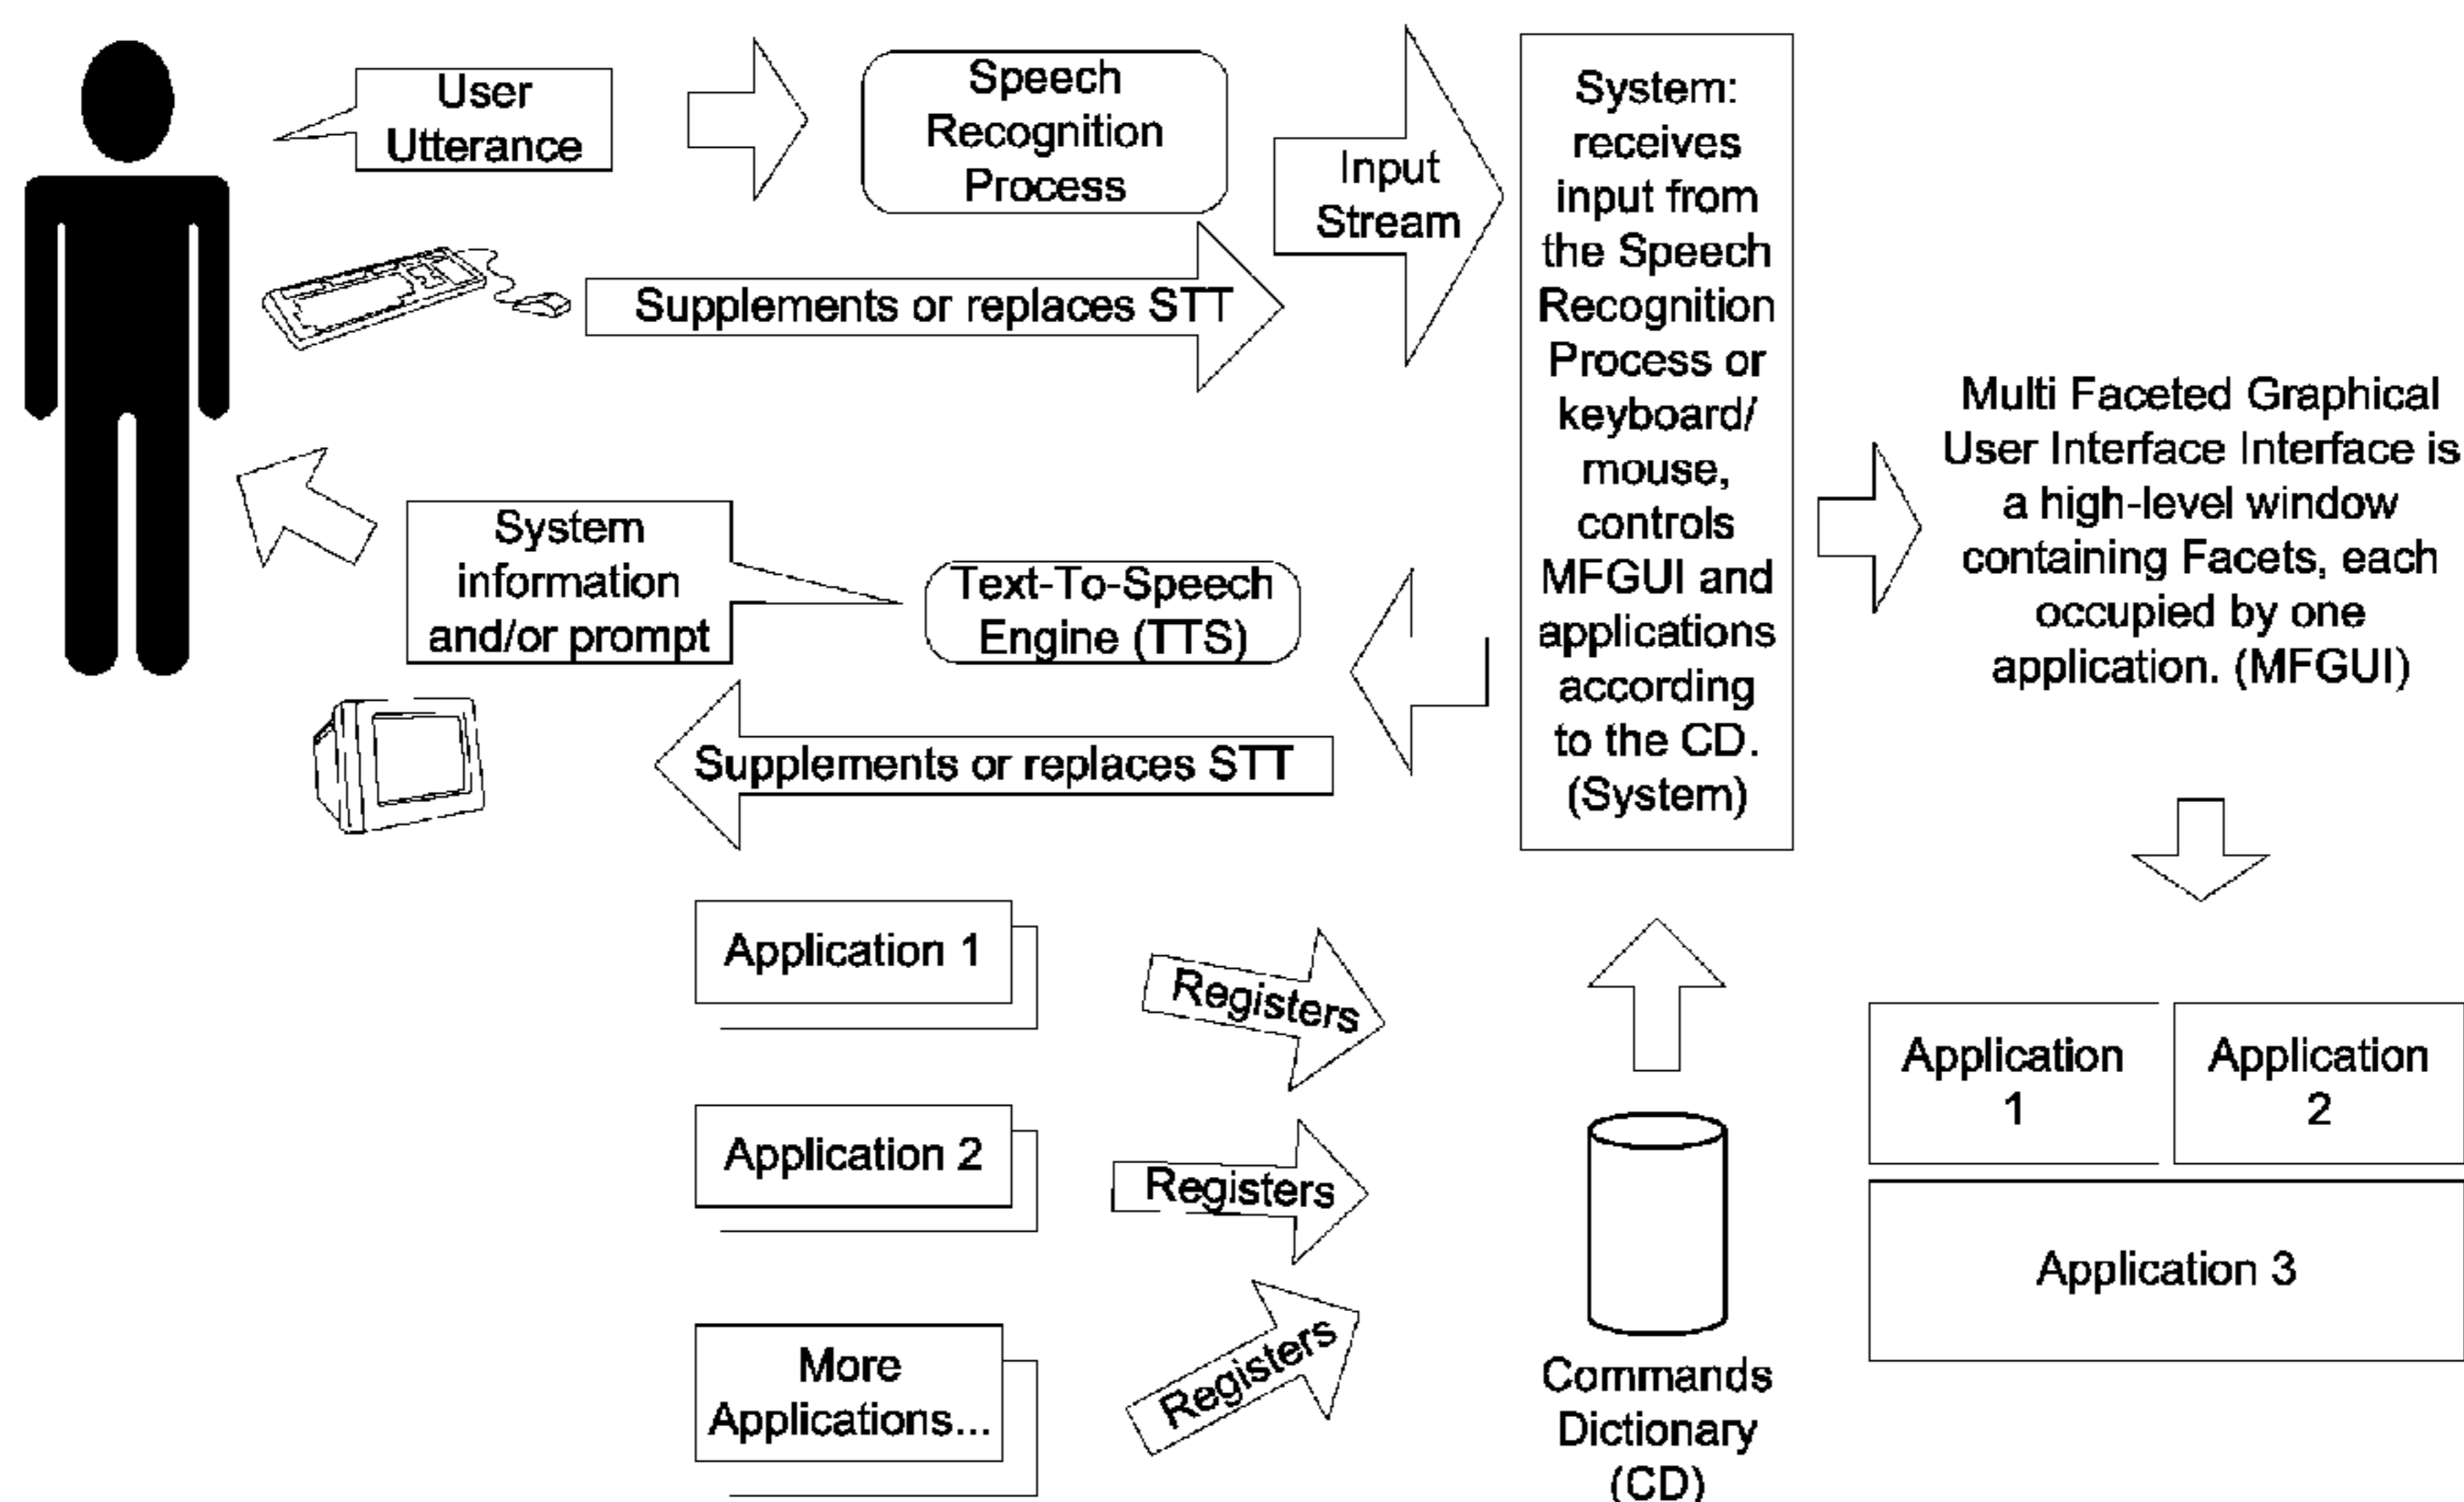 User
Utterance
Speech
Recognition
Process
Input
Stream
Supplements or replaces STT
System:
receives
input from
the Speech
Recognition
Process or
keyboard/
mouse,
controls
MFGUI and
applications
according
to the CD.
(System)
Multi Faceted Graphical
User Interface Interface is
a high-level window
containing Facets, each
occupied by one
application. (MFGUI)
System
information
and/or prompt
Text-To-Speech
Engine (TTS)
Supplements or replaces STT
Application 1
Registers
Application 2
Registers
More
Applications...
Registers
Commands
Dictionary
(CD)
Application
1
Application
2
Application 3